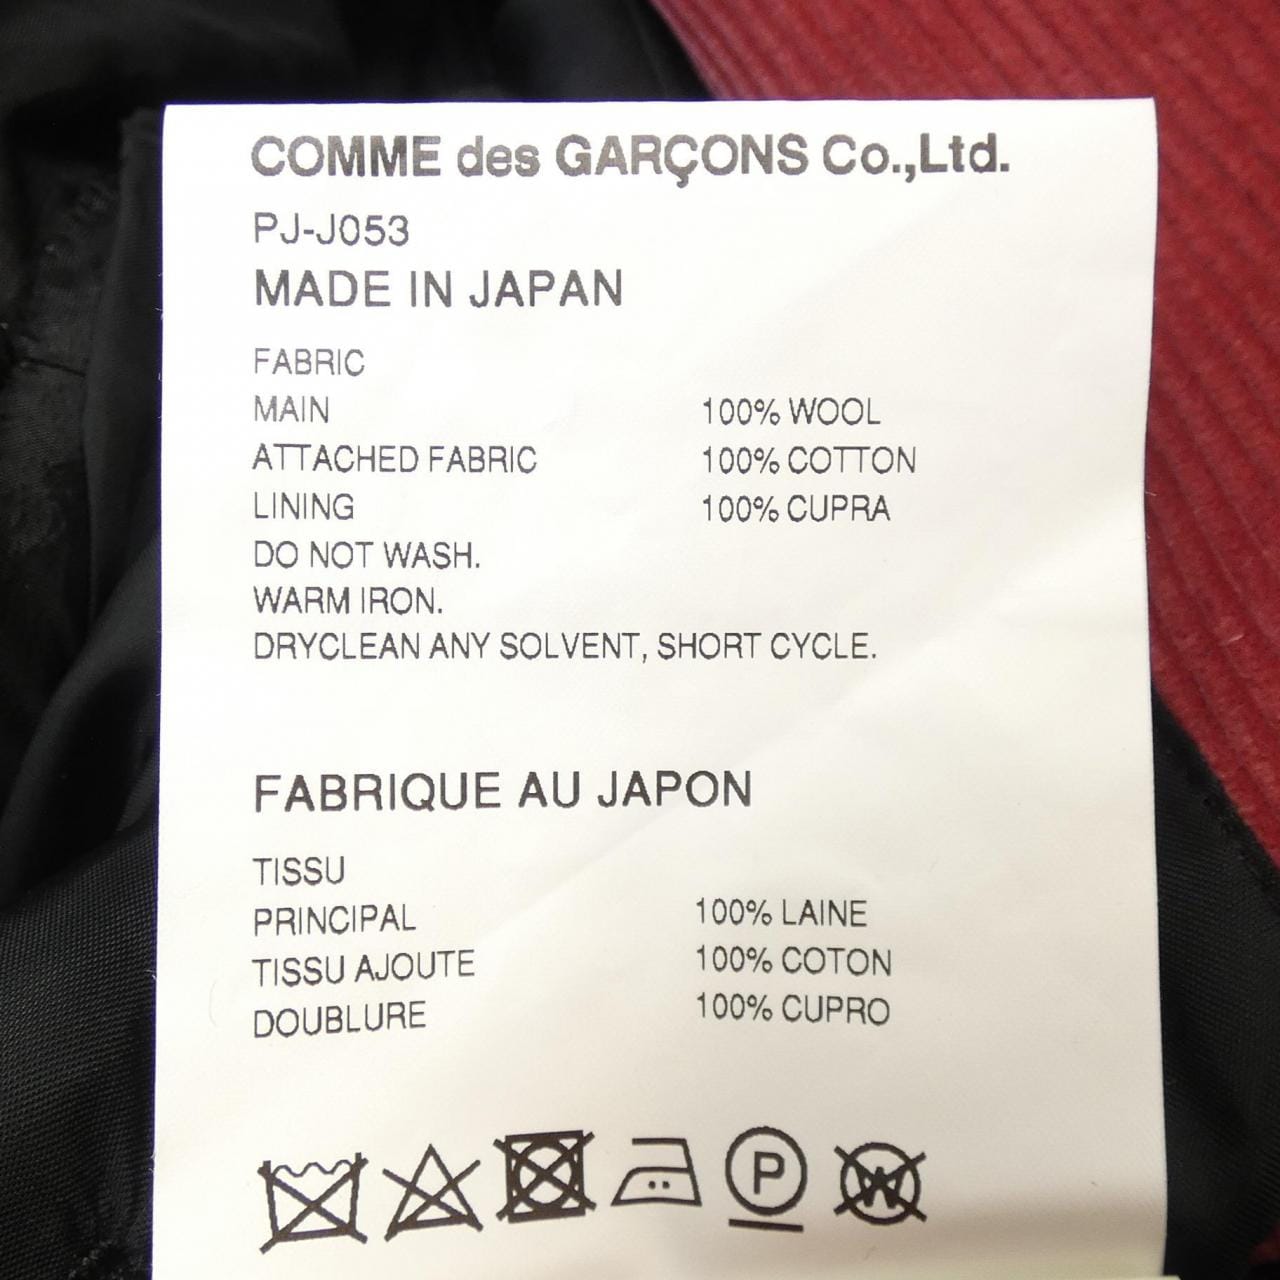 COMME des GARÇONS Co.,Ltd.
PJ-J053
MADE IN JAPAN
FABRIC
MAIN 100% WOOL
ATTACHED FABRIC 100% COTTON
LINING 100% CUPRA
DO NOT WASH.
WARM IRON.
DRYCLEAN ANY SOLVENT, SHORT CYCLE.
FABRIQUE AU JAPON
TISSU
PRINCIPAL 100% LAINE
TISSU AJOUTE 100% COTON
DOUBLURE 100% CUPRO
P W